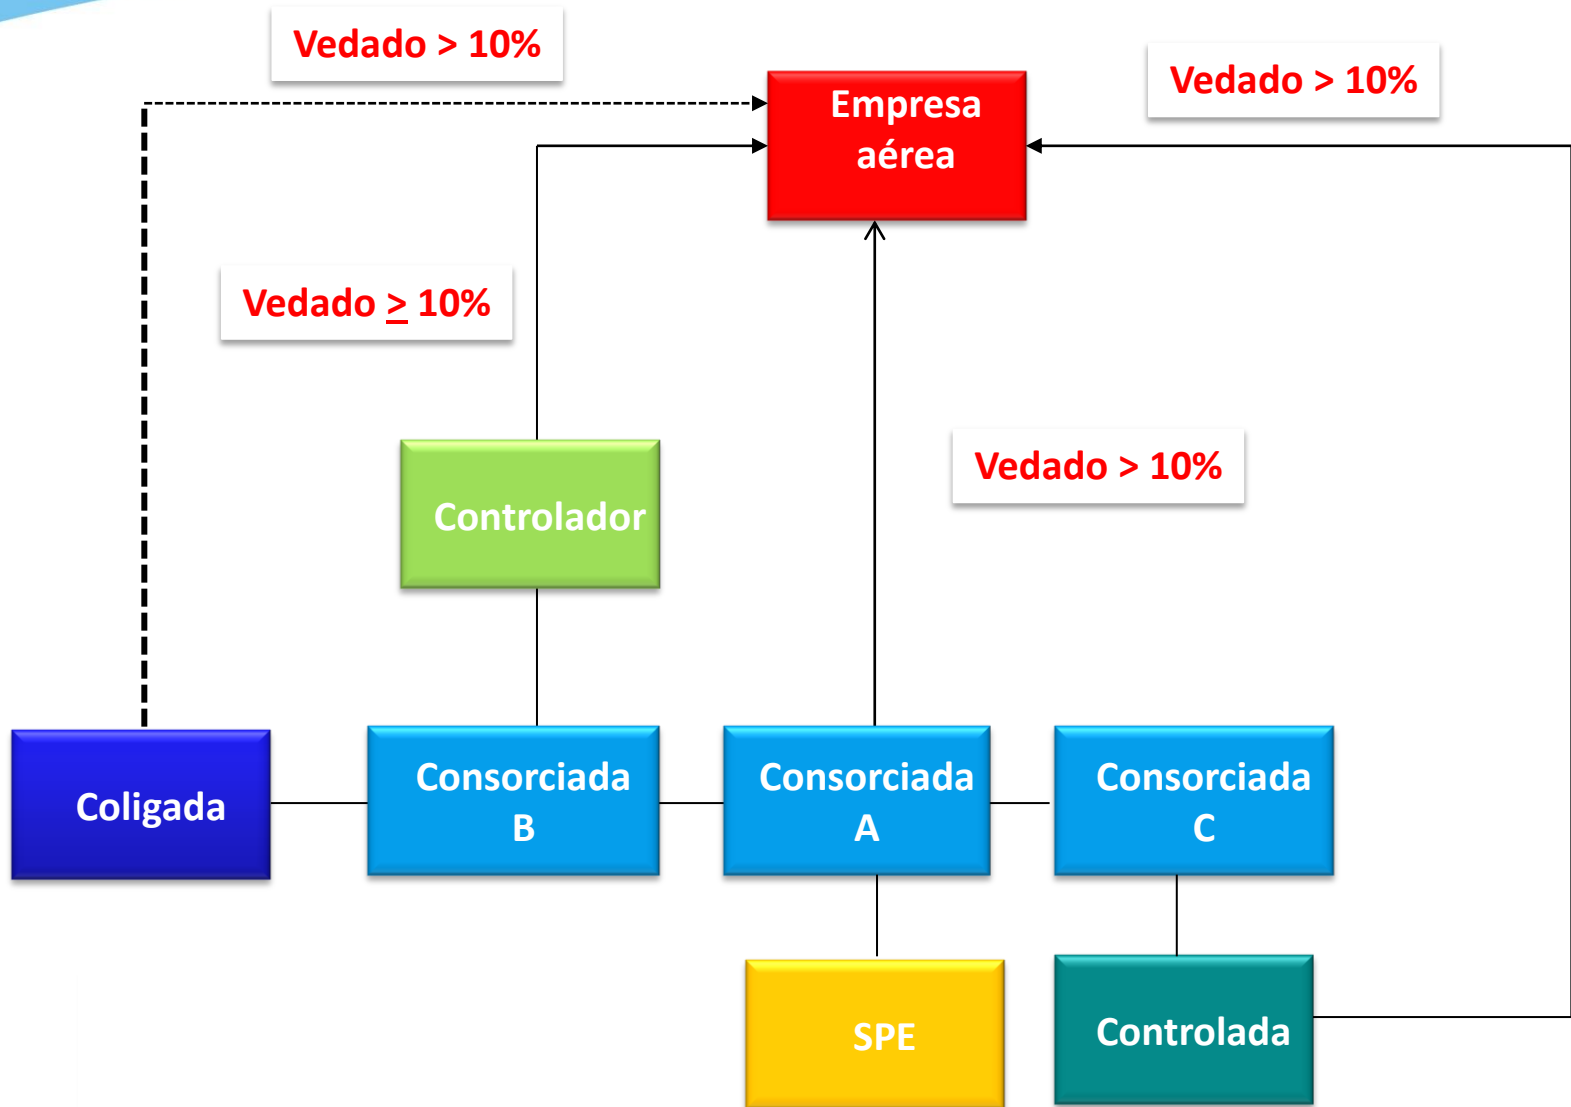 Vedado > 10%
Vedado > 10%
Empresa
aérea
Vedado ≥ 10%
Vedado > 10%
Controlador
Coligada
Consorciada
B
Consorciada
A
Consorciada
C
SPE
Controlada